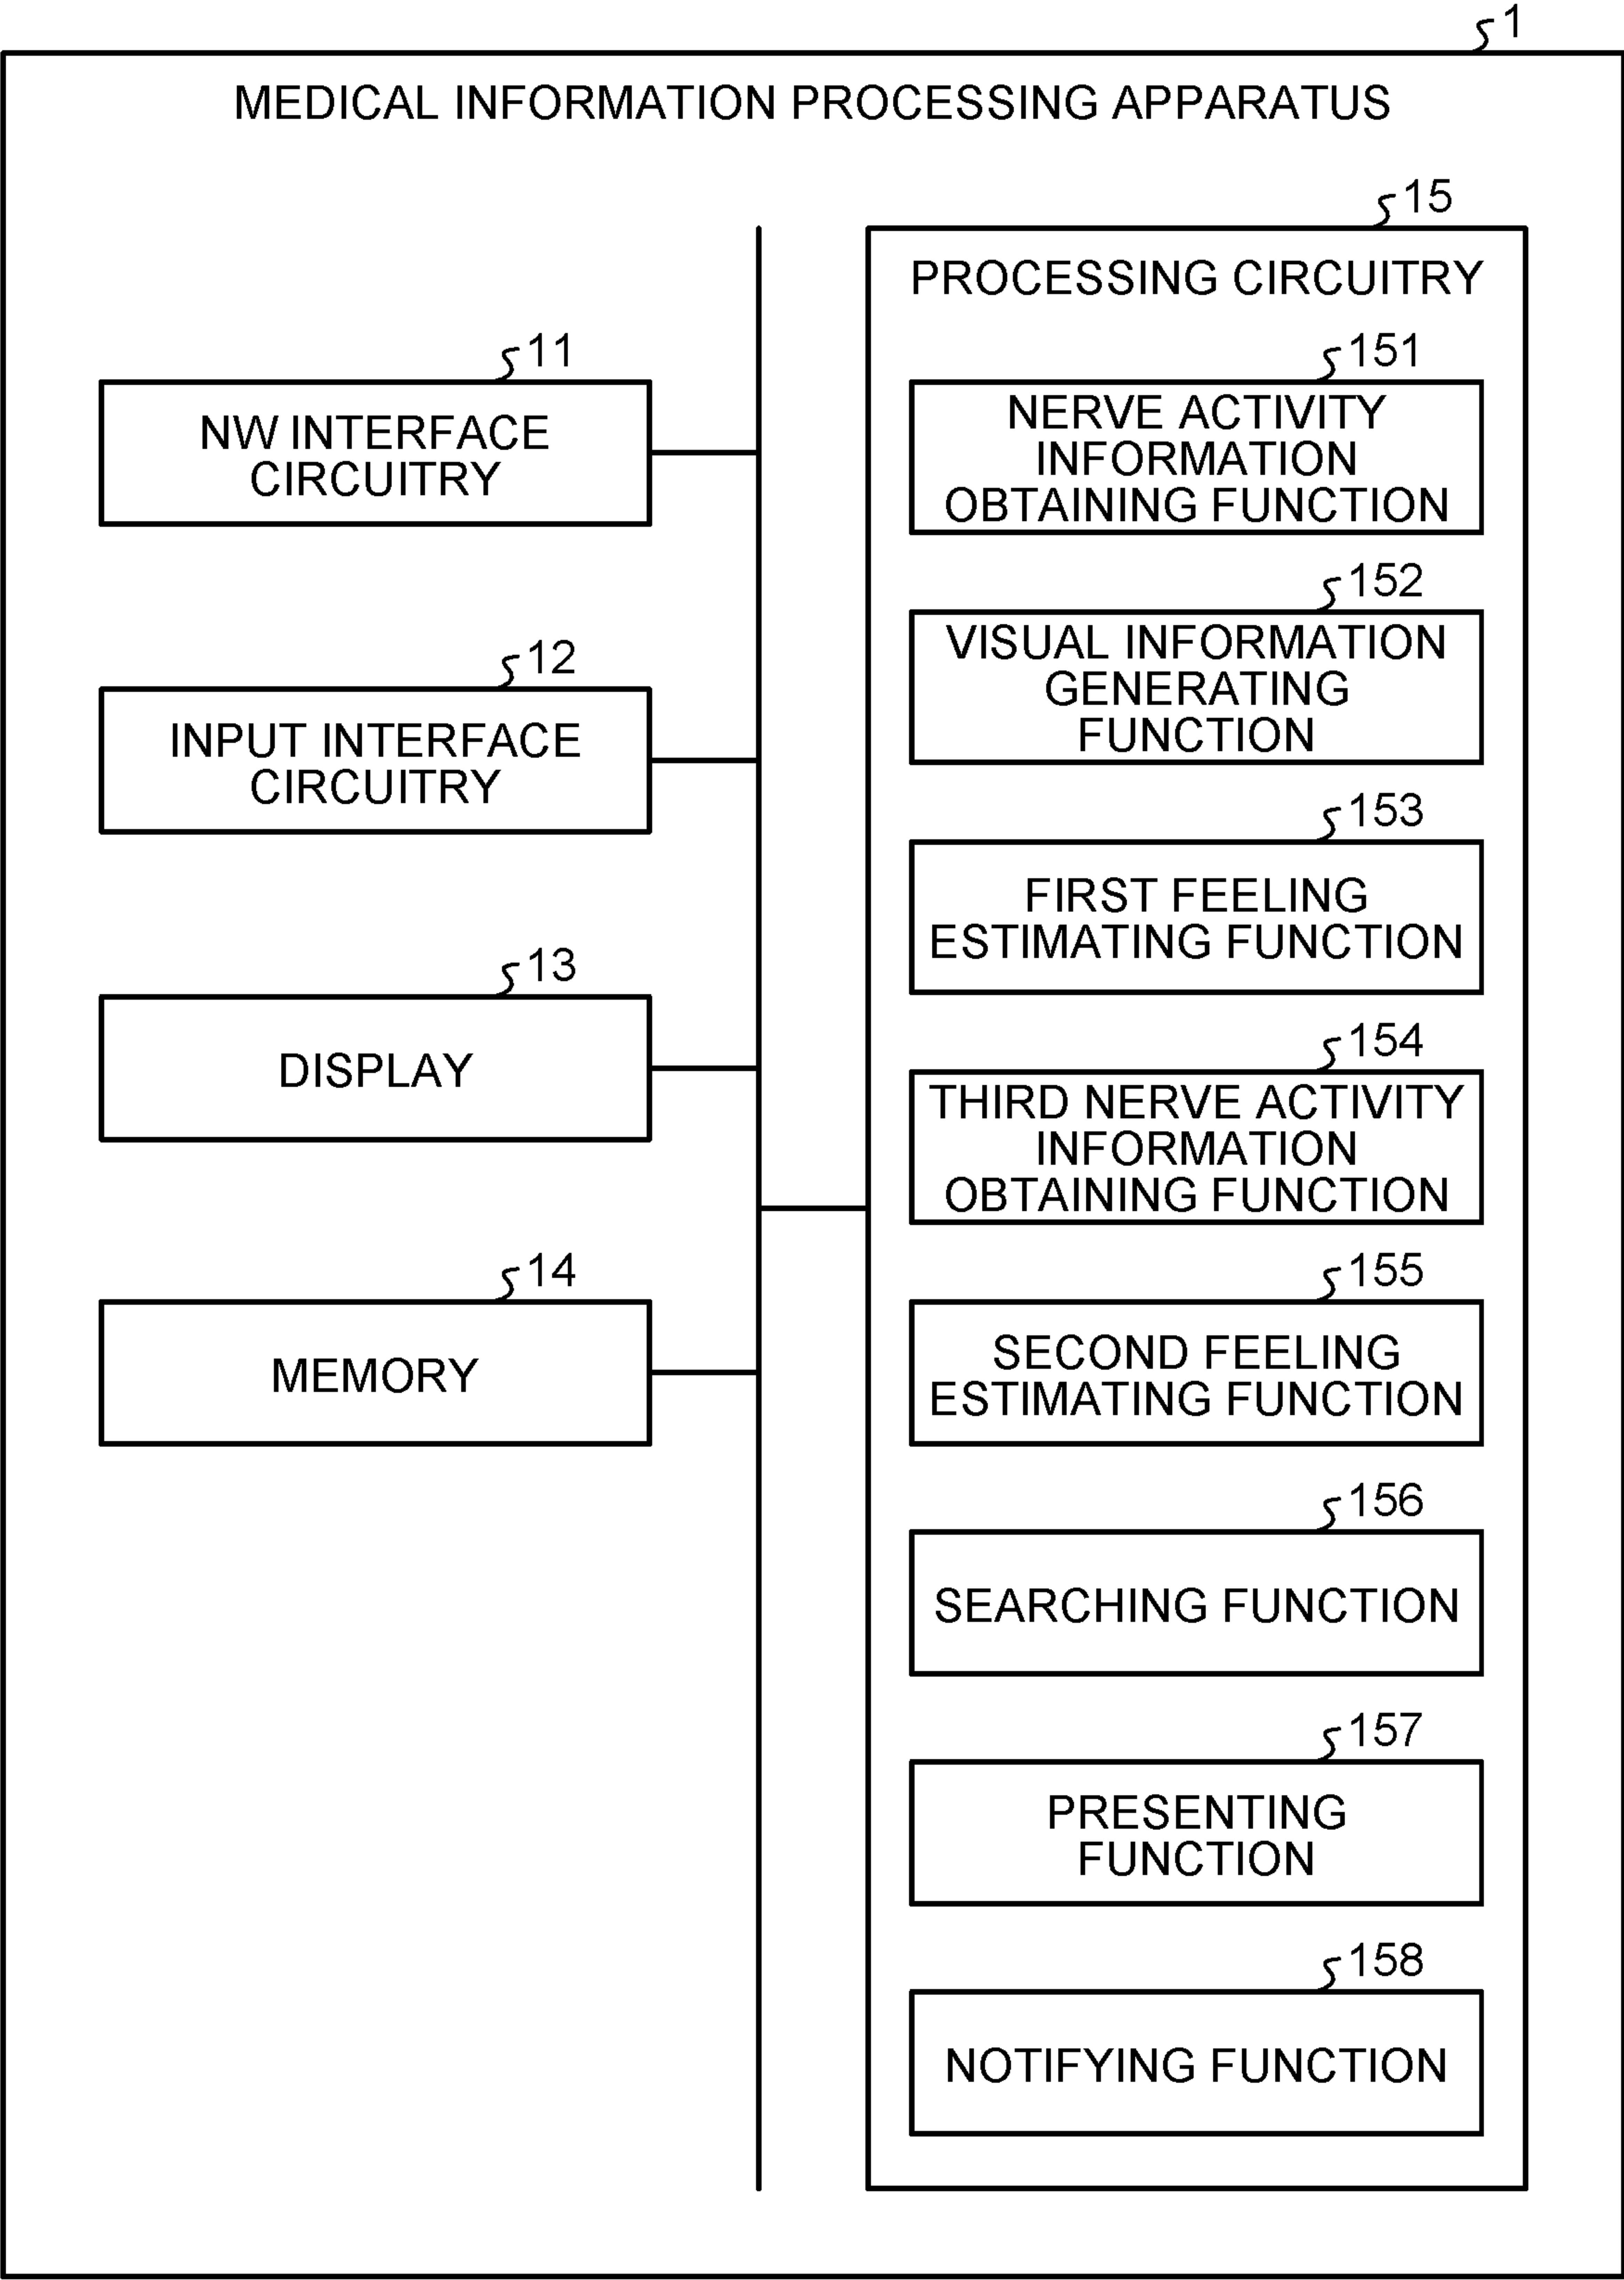 1
MEDICAL INFORMATION PROCESSING APPARATUS
11
NW INTERFACE
CIRCUITRY
12
INPUT INTERFACE
CIRCUITRY
13
DISPLAY
14
MEMORY
15
PROCESSING CIRCUITRY
151
NERVE ACTIVITY
INFORMATION
OBTAINING FUNCTION
152
VISUAL INFORMATION
GENERATING
FUNCTION
153
FIRST FEELING
ESTIMATING FUNCTION
154
THIRD NERVE ACTIVITY
INFORMATION
OBTAINING FUNCTION
155
SECOND FEELING
ESTIMATING FUNCTION
156
SEARCHING FUNCTION
157
PRESENTING
FUNCTION
158
NOTIFYING FUNCTION